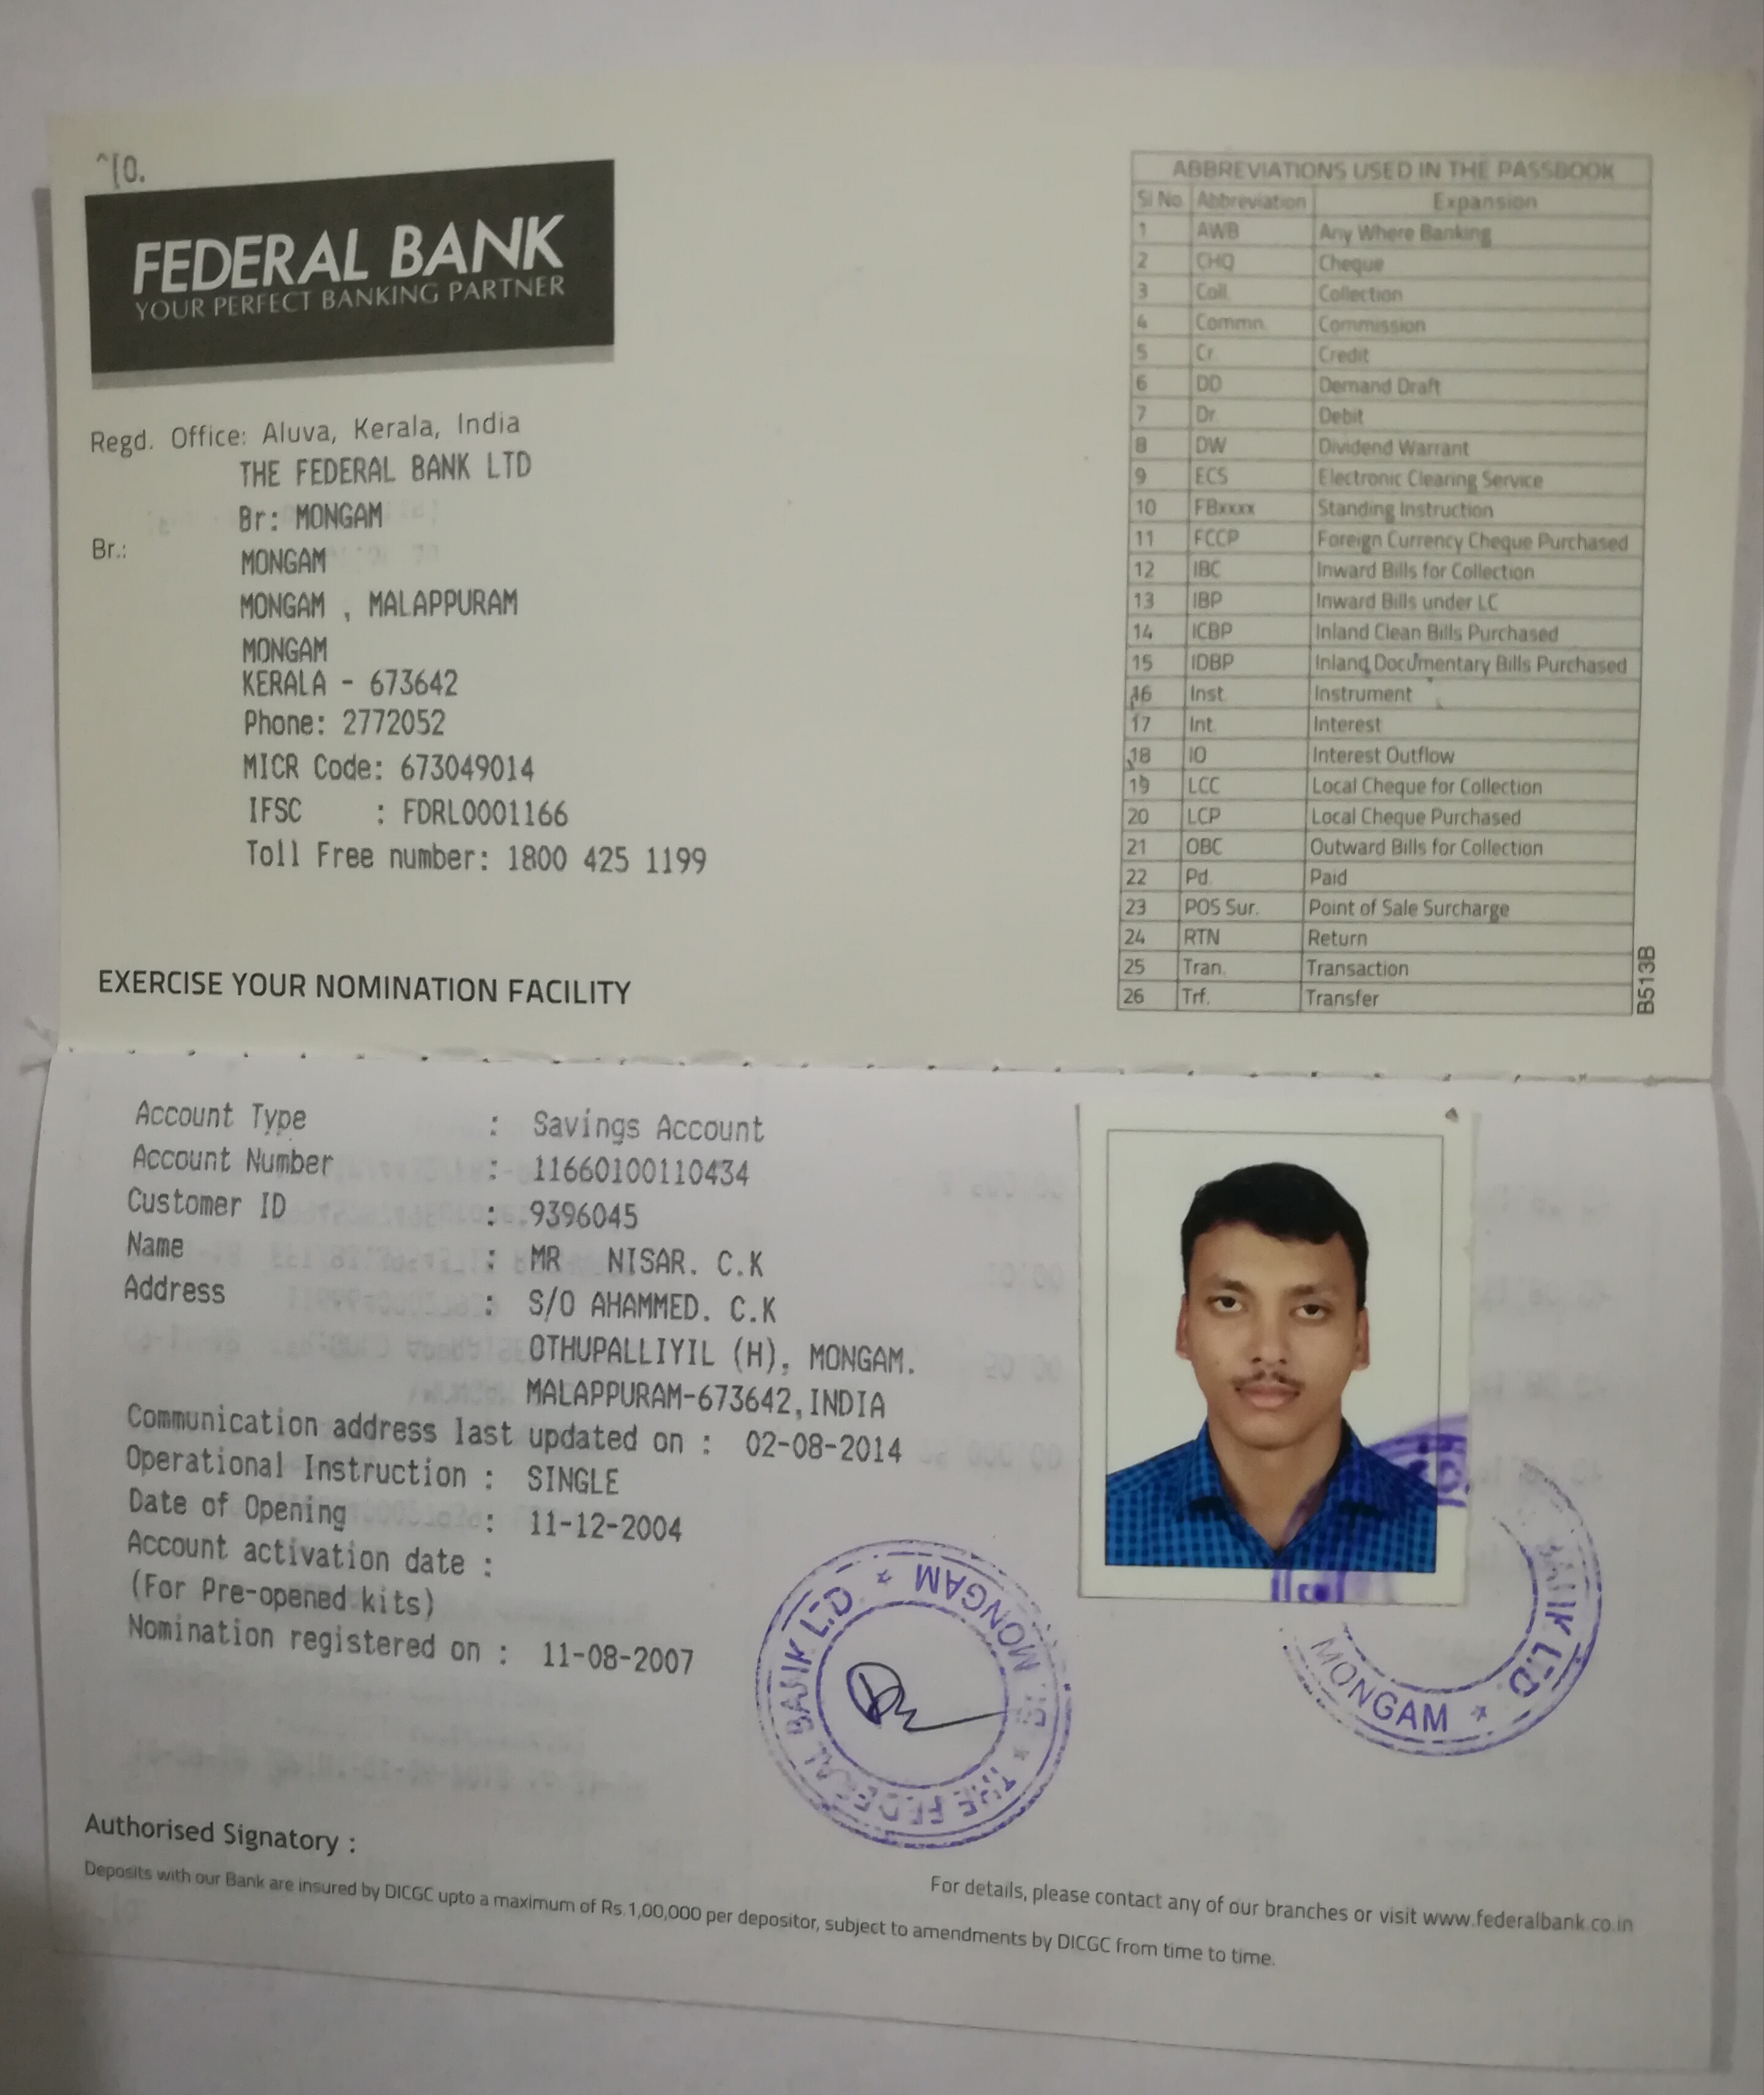 FEDERAL BANK
YOUR PERFECT BANKING PARTNER
Regd. Office: Aluva, Kerala, India
THE FEDERAL BANK LTD
Br.:
Br: MONGAM
MONGAM
MONGAM , MALAPPURAM
MONGAM
KERALA - 673642
Phone: 2772052
MICR Code: 673049014
IFSC : FDRL0001166
Toll Free number: 1800 425 1199
EXERCISE YOUR NOMINATION FACILITY
ABBREVIATIONS USED IN THE PASSBOOK
Sl No Abbreviation Expansion
1 AWB Any Where Banking
2 CHQ Cheque
3 Coll. Collection
4 Commn. Commission
5 Cr. Credit
6 DD Demand Draft
7 Dr. Debit
8 DW Dividend Warrant
9 ECS Electronic Clearing Service
10 FBxxxx Standing Instruction
11 FCCP Foreign Currency Cheque Purchased
12 IBC Inward Bills for Collection
13 IBP Inward Bills under LC
14 ICBP Inland Clean Bills Purchased
15 IDBP Inland Documentary Bills Purchased
16 Inst. Instrument
17 Int. Interest
18 IO Interest Outflow
19 LCC Local Cheque for Collection
20 LCP Local Cheque Purchased
21 OBC Outward Bills for Collection
22 Pd. Paid
23 POS Sur. Point of Sale Surcharge
24 RTN Return
25 Tran. Transaction
26 Trf. Transfer
B513B
Account Type : Savings Account
Account Number : 11660100110434
Customer ID : 9396045
Name : MR NISAR. C.K
Address : S/O AHAMMED. C.K
OTHUPALLIYIL (H), MONGAM.
MALAPPURAM-673642,INDIA
Communication address last updated on : 02-08-2014
Operational Instruction : SINGLE
Date of Opening : 11-12-2004
Account activation date :
(For Pre-opened kits)
Nomination registered on : 11-08-2007
THE FEDERAL BANK LTD * BR. MONGAM *
BANK LTD * MONGAM
Authorised Signatory :
For details, please contact any of our branches or visit www.federalbank.co.in
Deposits with our Bank are insured by DICGC upto a maximum of Rs.1,00,000 per depositor, subject to amendments by DICGC from time to time.